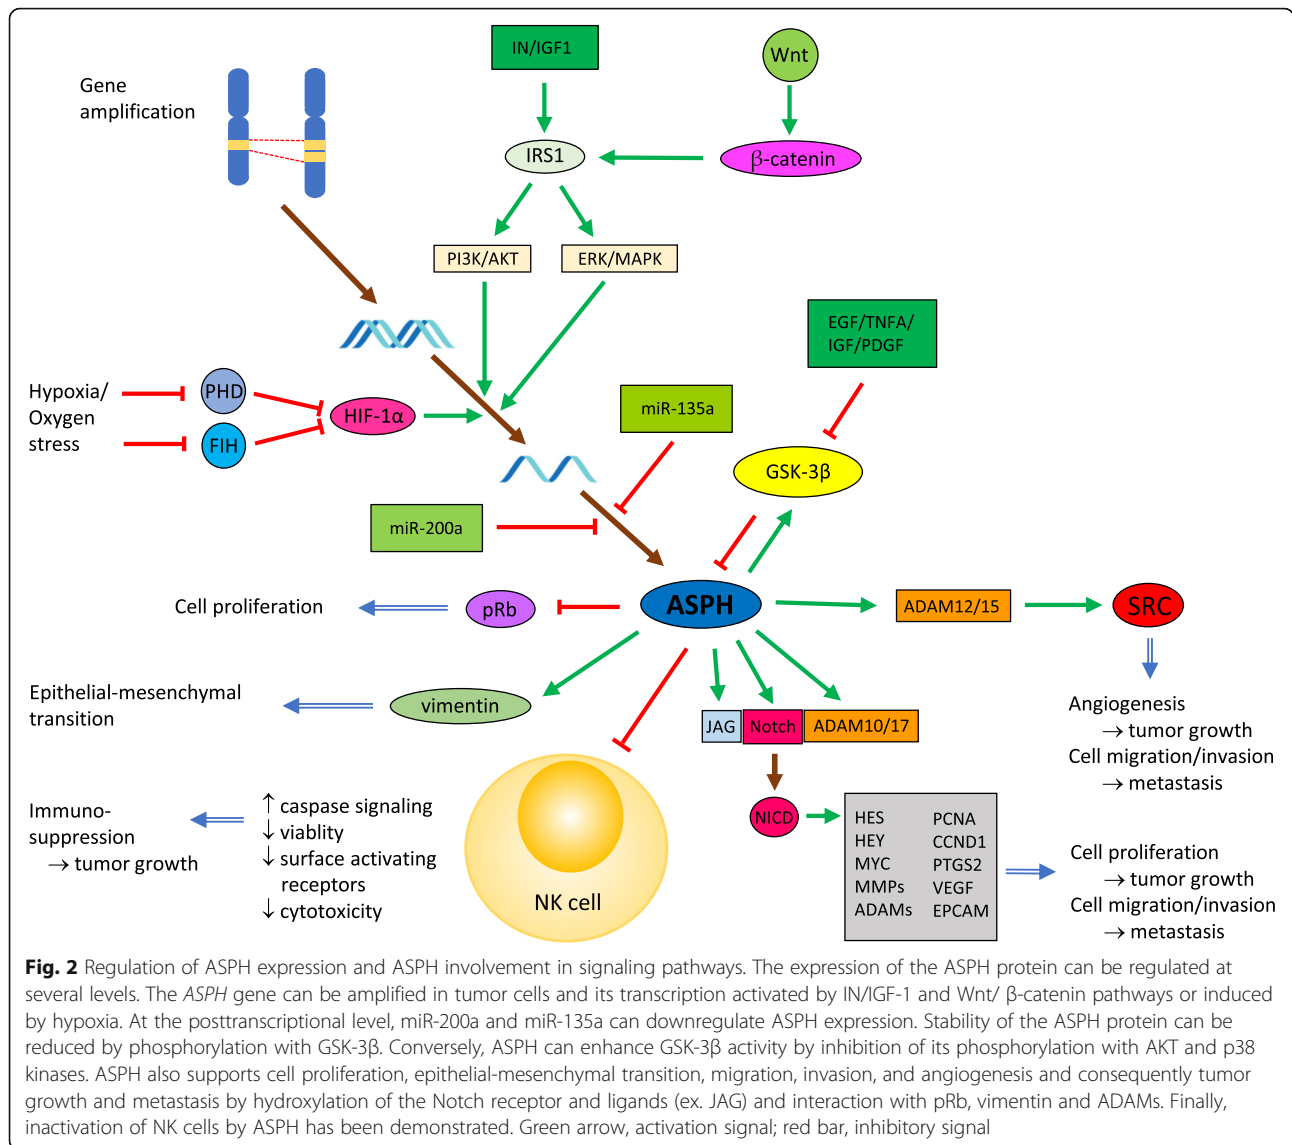 IN/IGF1
Wnt
Gene
amplification
IRS1
β-catenin
PI3K/AKT
ERK/MAPK
EGF/TNFA/
IGF/PDGF
Hypoxia/
Oxygen
stress
PHD
FIH
HIF-1α
miR-135a
GSK-3β
miR-200a
Cell proliferation
pRb
ASPH
ADAM12/15
SRC
Epithelial-mesenchymal
transition
vimentin
JAG
Notch
ADAM10/17
Angiogenesis
→ tumor growth
Cell migration/invasion
→ metastasis
Immuno-
suppression
→ tumor growth
↑ caspase signaling
↓ viablity
↓ surface activating
receptors
↓ cytotoxicity
NK cell
NICD
HES
HEY
MYC
MMPs
ADAMs
PCNA
CCND1
PTGS2
VEGF
EPCAM
Cell proliferation
→ tumor growth
Cell migration/invasion
→ metastasis
Fig. 2 Regulation of ASPH expression and ASPH involvement in signaling pathways. The expression of the ASPH protein can be regulated at
several levels. The ASPH gene can be amplified in tumor cells and its transcription activated by IN/IGF-1 and Wnt/ β-catenin pathways or induced
by hypoxia. At the posttranscriptional level, miR-200a and miR-135a can downregulate ASPH expression. Stability of the ASPH protein can be
reduced by phosphorylation with GSK-3β. Conversely, ASPH can enhance GSK-3β activity by inhibition of its phosphorylation with AKT and p38
kinases. ASPH also supports cell proliferation, epithelial-mesenchymal transition, migration, invasion, and angiogenesis and consequently tumor
growth and metastasis by hydroxylation of the Notch receptor and ligands (ex. JAG) and interaction with pRb, vimentin and ADAMs. Finally,
inactivation of NK cells by ASPH has been demonstrated. Green arrow, activation signal; red bar, inhibitory signal